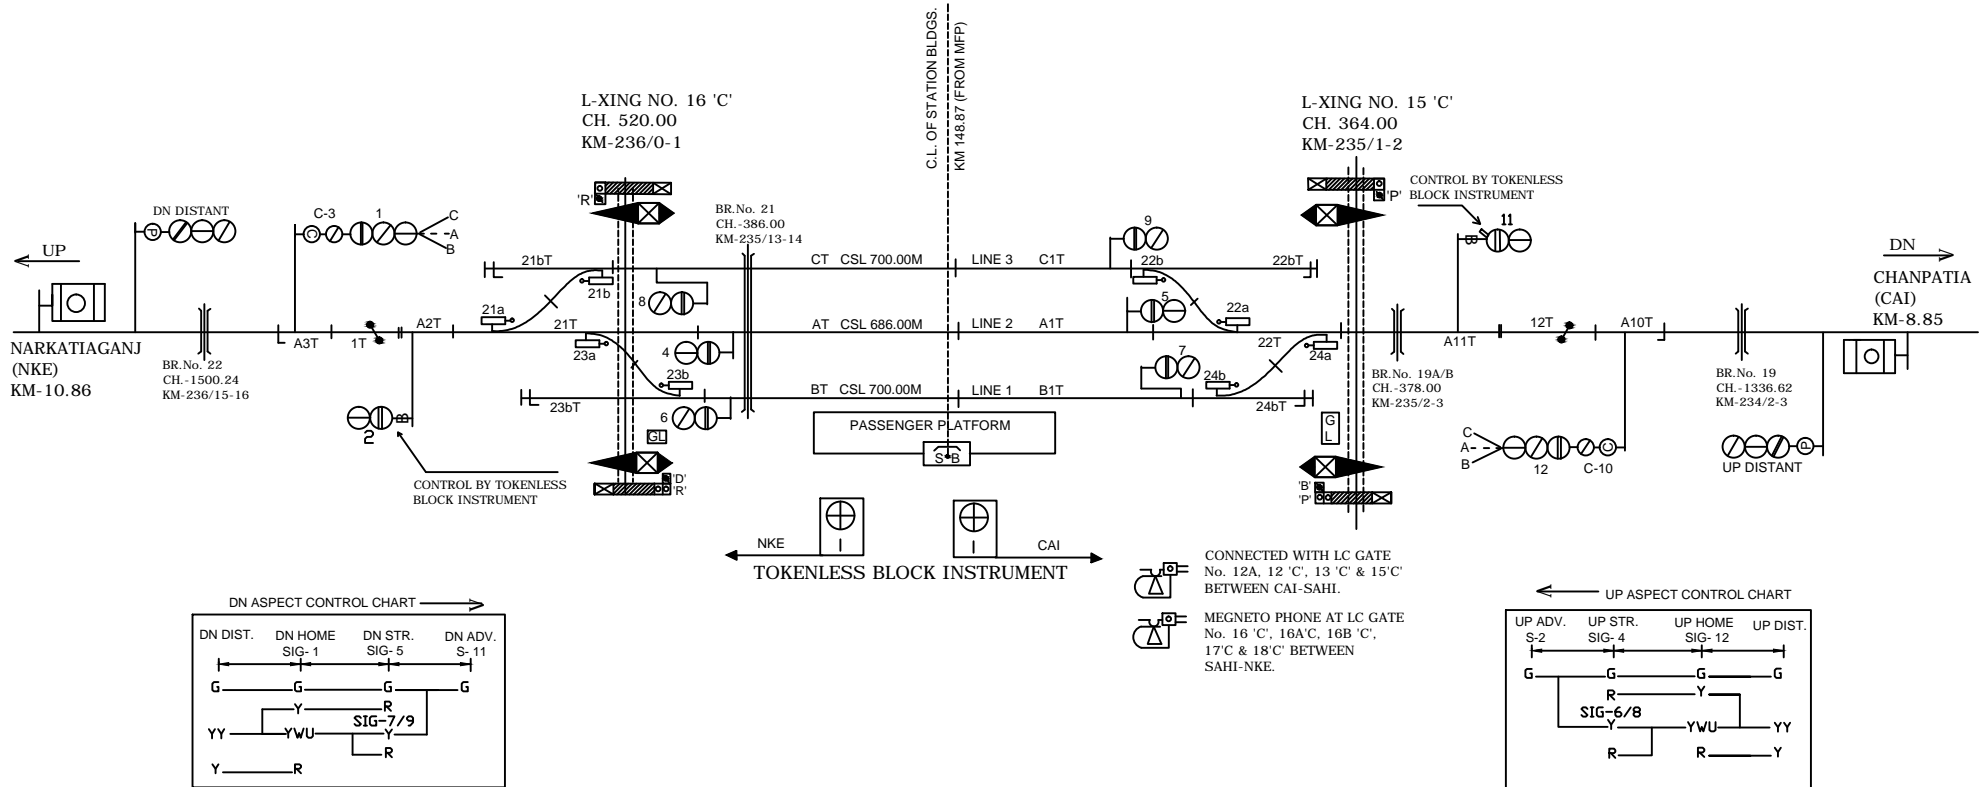 C.L. OF STATION BLDGS.
KM 148.87 (FROM MFP)
L-XING NO. 16 'C'
CH. 520.00
KM-236/0-1
L-XING NO. 15 'C'
CH. 364.00
KM-235/1-2
'R'
'P'
CONTROL BY TOKENLESS
BLOCK INSTRUMENT
BR.No. 21
CH.-386.00
KM-235/13-14
DN DISTANT
P
C-3
C
1
C
A
B
9
B
11
UP
DN
CHANPATIA
(CAI)
KM-8.85
21bT
21b
CT CSL 700.00M
LINE 3
C1T
22b
22bT
8
5
21a
22a
A3T
1T
A2T
21T
AT CSL 686.00M
LINE 2
A1T
22T
A11T
12T
A10T
NARKATIAGANJ
(NKE)
KM-10.86
BR.No. 22
CH.-1500.24
KM-236/15-16
23a
4
7
24a
23b
24b
BR.No. 19A/B
CH.-378.00
KM-235/2-3
BR.No. 19
CH.-1336.62
KM-234/2-3
23bT
BT CSL 700.00M
LINE 1
B1T
24bT
2
B
6
GL
PASSENGER PLATFORM
S B
G
L
C
A
B
12
C-10
C
P
UP DISTANT
CONTROL BY TOKENLESS
BLOCK INSTRUMENT
'D'
'R'
'B'
'P'
NKE
CAI
TOKENLESS BLOCK INSTRUMENT
CONNECTED WITH LC GATE
No. 12A, 12 'C', 13 'C' & 15'C'
BETWEEN CAI-SAHI.
MEGNETO PHONE AT LC GATE
No. 16 'C', 16A'C, 16B 'C',
17'C & 18'C' BETWEEN
SAHI-NKE.
DN ASPECT CONTROL CHART
DN DIST. DN HOME DN STR. DN ADV.
SIG- 1 SIG- 5 S- 11
G G G G
Y R
SIG-7/9
YY YWU Y
R
Y R
UP ASPECT CONTROL CHART
UP ADV. UP STR. UP HOME UP DIST.
S-2 SIG- 4 SIG- 12
G G G G
R Y
SIG-6/8
Y YWU YY
R R Y